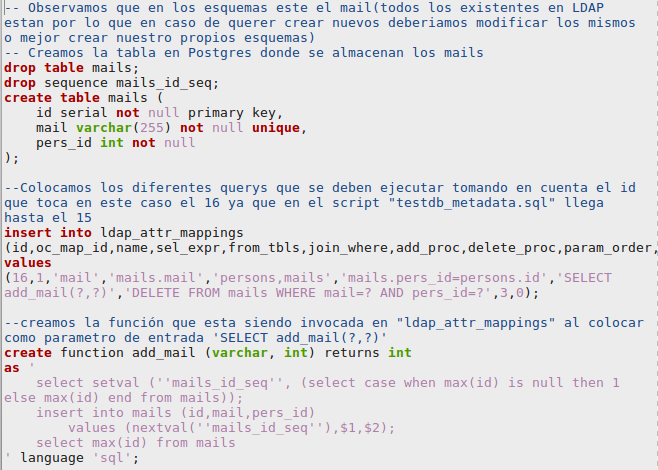 -- Observamos que en los esquemas este el mail(todos los existentes en LDAP
estan por lo que en caso de querer crear nuevos deberiamos modificar los mismos
o mejor crear nuestro propios esquemas)
-- Creamos la tabla en Postgres donde se almacenan los mails
drop table mails;
drop sequence mails_id_seq;
create table mails (
    id serial not null primary key,
    mail varchar(255) not null unique,
    pers_id int not null
);

--Colocamos los diferentes querys que se deben ejecutar tomando en cuenta el id
que toca en este caso el 16 ya que en el script "testdb_metadata.sql" llega
hasta el 15
insert into ldap_attr_mappings
(id,oc_map_id,name,sel_expr,from_tbls,join_where,add_proc,delete_proc,param_order,
values
(16,1,'mail','mails.mail','persons,mails','mails.pers_id=persons.id','SELECT
add_mail(?,?)','DELETE FROM mails WHERE mail=? AND pers_id=?',3,0);

--creamos la función que esta siendo invocada en "ldap_attr_mappings" al colocar
como parametro de entrada 'SELECT add_mail(?,?)'
create function add_mail (varchar, int) returns int
as '
    select setval (''mails_id_seq'', (select case when max(id) is null then 1
else max(id) end from mails));
    insert into mails (id,mail,pers_id)
        values (nextval(''mails_id_seq''),$1,$2);
    select max(id) from mails
' language 'sql';